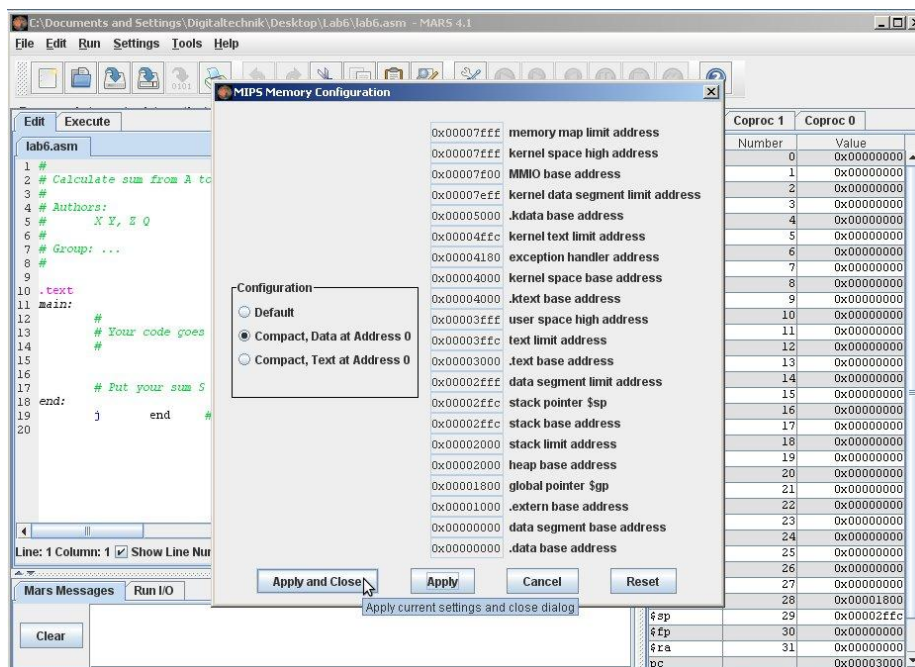 C:\Documents and Settings\Digitaltechnik\Desktop\Lab6\lab6.asm - MARS 4.1
File Edit Run Settings Tools Help
MIPS Memory Configuration
Edit Execute
lab6.asm
1 #
2 # Calculate sum from A to
3 #
4 # Authors:
5 # X Y, Z Q
6 #
7 # Group: ...
8 #
9
10 .text
11 main:
12 #
13 # Your code goes
14 #
15
16
17 # Put your sum S
18 end:
19 j end #
20
Line: 1 Column: 1 Show Line Nu
Mars Messages Run I/O
Clear
Configuration
Default
Compact, Data at Address 0
Compact, Text at Address 0
0x00007fff memory map limit address
0x00007fff kernel space high address
0x00007f00 MMIO base address
0x00007eff kernel data segment limit address
0x00005000 .kdata base address
0x00004ffc kernel text limit address
0x00004180 exception handler address
0x00004000 kernel space base address
0x00004000 .ktext base address
0x00003fff user space high address
0x00003ffc text limit address
0x00003000 .text base address
0x00002fff data segment limit address
0x00002ffc stack pointer $sp
0x00002ffc stack base address
0x00002000 stack limit address
0x00002000 heap base address
0x00001800 global pointer $gp
0x00001000 .extern base address
0x00000000 data segment base address
0x00000000 .data base address
Apply and Close Apply Cancel Reset
Apply current settings and close dialog
Coproc 1 Coproc 0
Number Value
0 0x00000000
1 0x00000000
2 0x00000000
3 0x00000000
4 0x00000000
5 0x00000000
6 0x00000000
7 0x00000000
8 0x00000000
9 0x00000000
10 0x00000000
11 0x00000000
12 0x00000000
13 0x00000000
14 0x00000000
15 0x00000000
16 0x00000000
17 0x00000000
18 0x00000000
19 0x00000000
20 0x00000000
21 0x00000000
22 0x00000000
23 0x00000000
24 0x00000000
25 0x00000000
26 0x00000000
27 0x00000000
28 0x00001800
$sp 29 0x00002ffc
$fp 30 0x00000000
$ra 31 0x00000000
pc 0x00003000